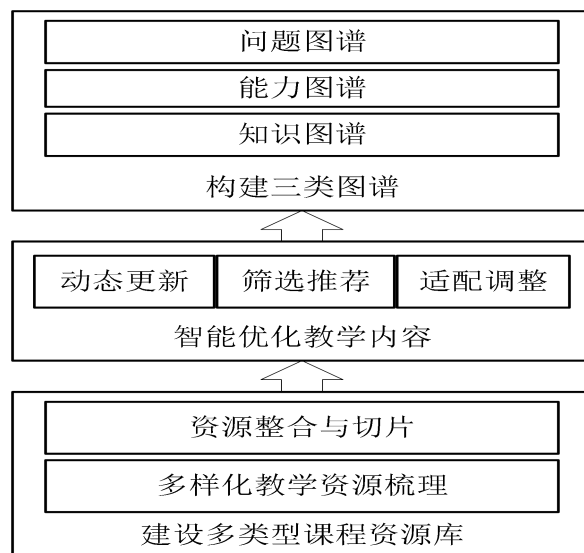 问题图谱
能力图谱
知识图谱
构建三类图谱
动态更新 筛选推荐 适配调整
智能优化教学内容
资源整合与切片
多样化教学资源梳理
建设多类型课程资源库